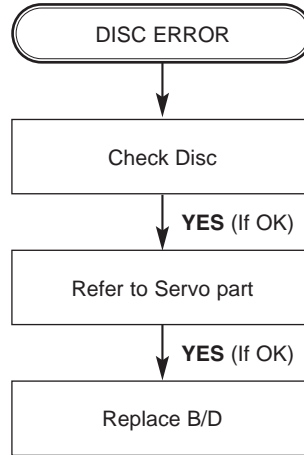 DISC ERROR
Check Disc
YES (If OK)
Refer to Servo part
YES (If OK)
Replace B/D